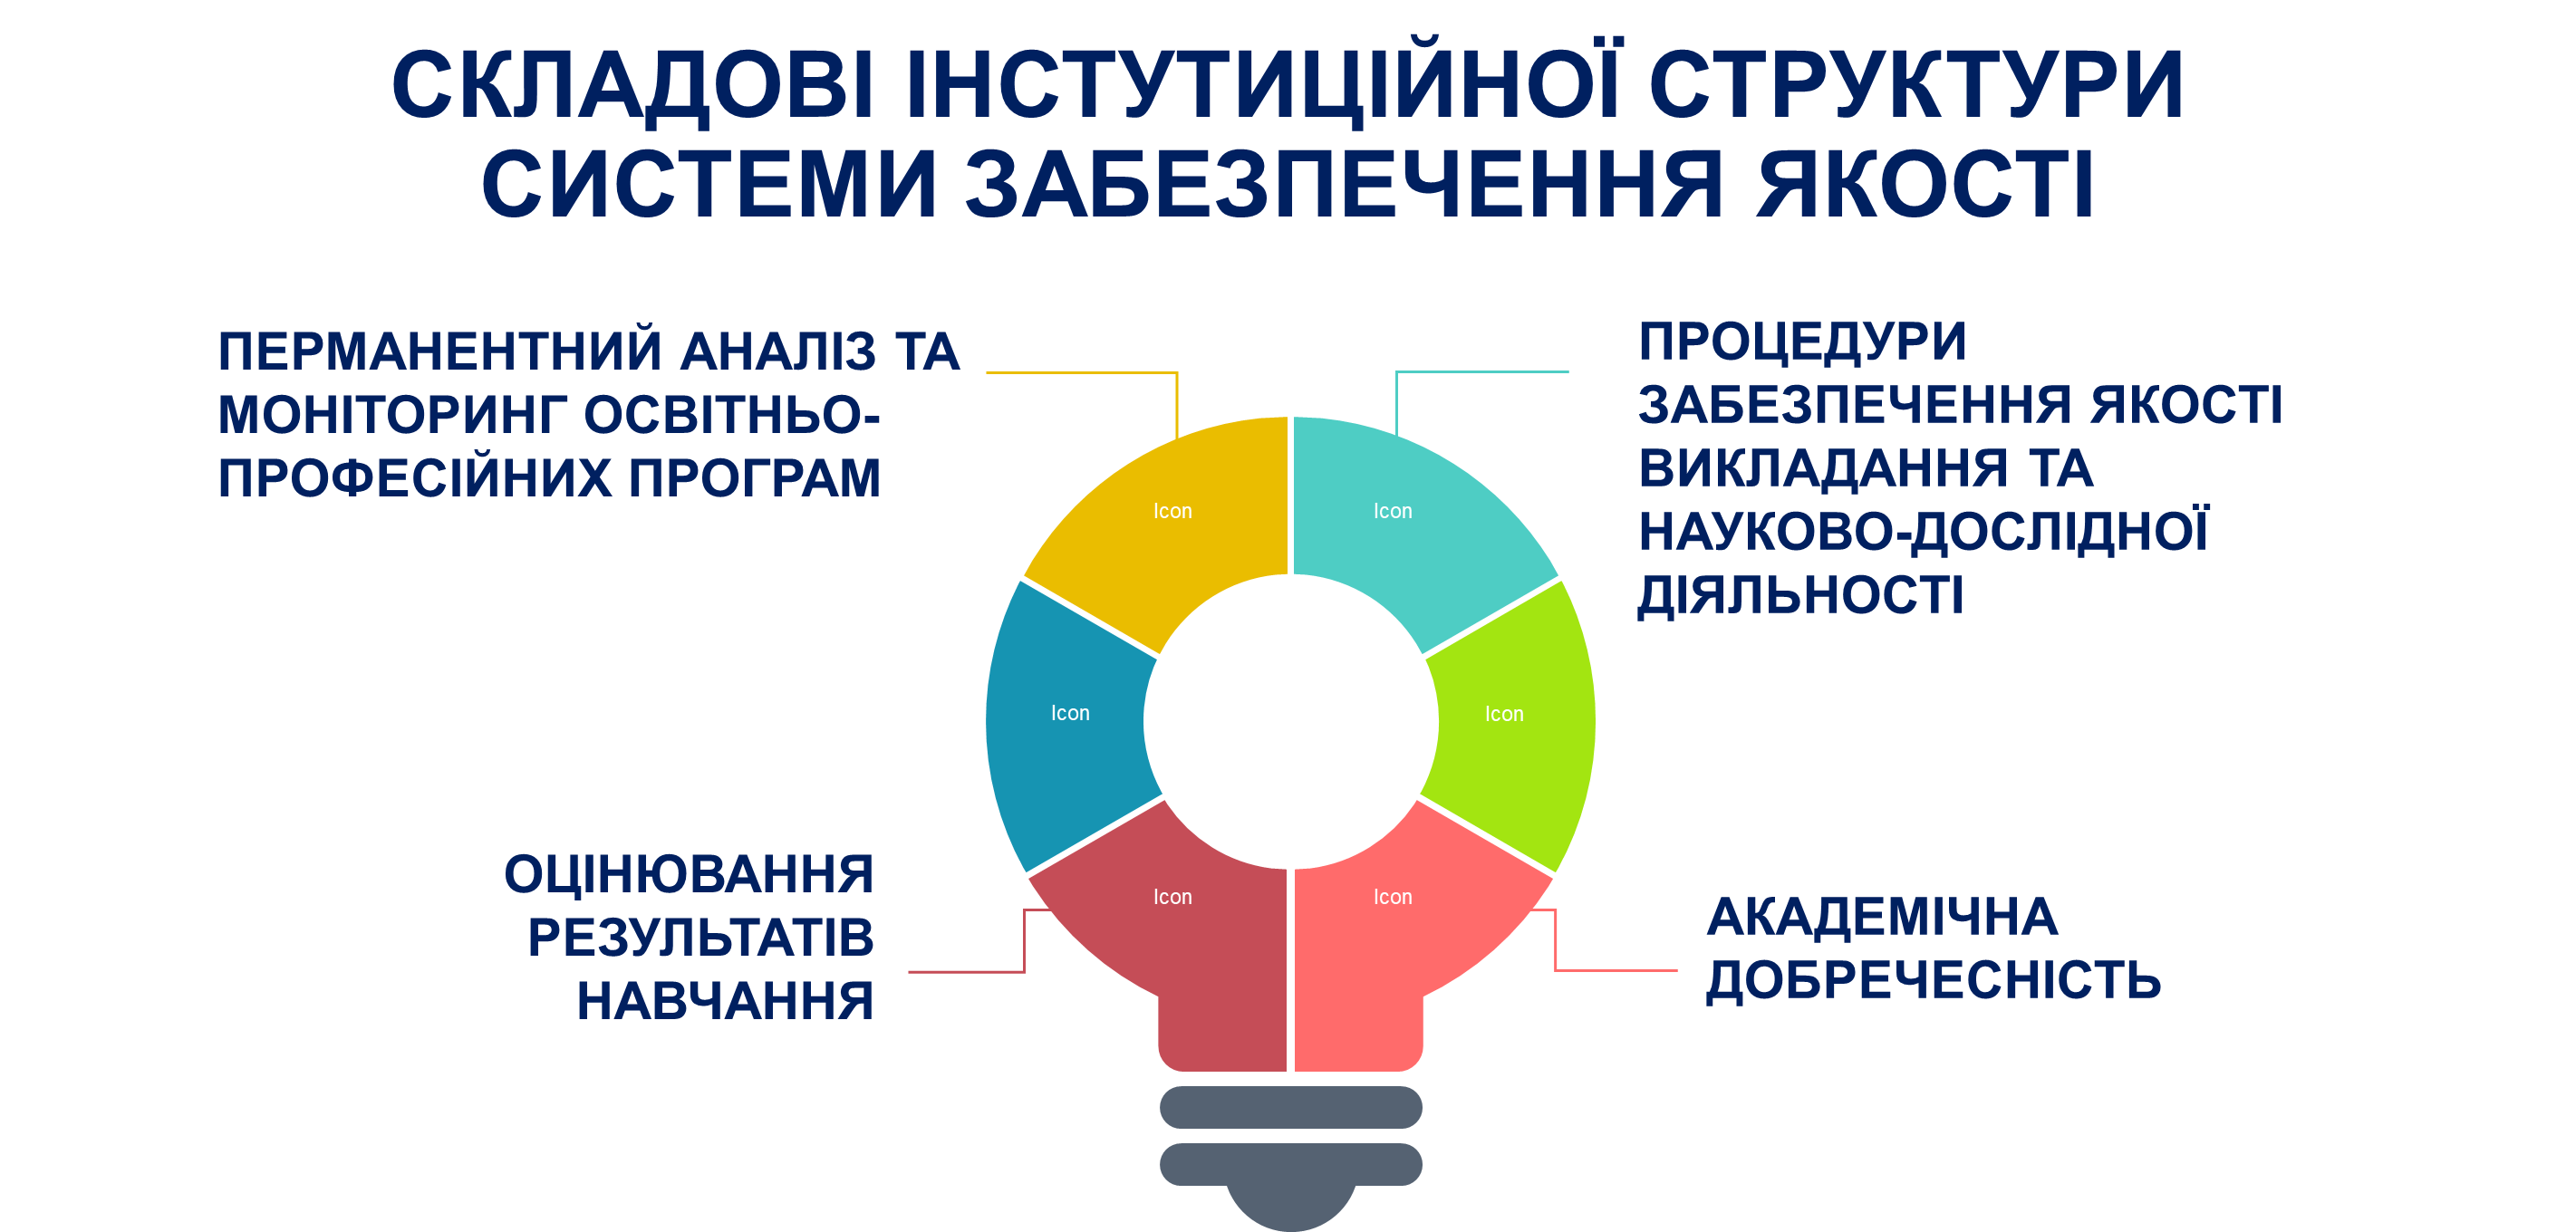 СКЛАДОВІ ІНСТУТИЦІЙНОЇ СТРУКТУРИ
СИСТЕМИ ЗАБЕЗПЕЧЕННЯ ЯКОСТІ
ПЕРМАНЕНТНИЙ АНАЛІЗ ТА
МОНІТОРИНГ ОСВІТНЬО-
ПРОФЕСІЙНИХ ПРОГРАМ
ПРОЦЕДУРИ
ЗАБЕЗПЕЧЕННЯ ЯКОСТІ
ВИКЛАДАННЯ ТА
НАУКОВО-ДОСЛІДНОЇ
ДІЯЛЬНОСТІ
Icon
Icon
Icon
Icon
Icon
Icon
ОЦІНЮВАННЯ
РЕЗУЛЬТАТІВ
НАВЧАННЯ
АКАДЕМІЧНА
ДОБРЕЧЕСНІСТЬ